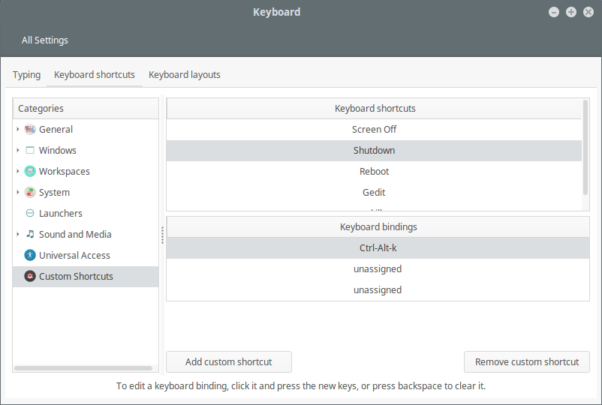 Keyboard
All Settings
Typing Keyboard shortcuts Keyboard layouts
Categories
General
Windows
Workspaces
System
Launchers
Sound and Media
Universal Access
Custom Shortcuts
Keyboard shortcuts
Screen Off
Shutdown
Reboot
Gedit
Keyboard bindings
Ctrl-Alt-k
unassigned
unassigned
Add custom shortcut Remove custom shortcut
To edit a keyboard binding, click it and press the new keys, or press backspace to clear it.